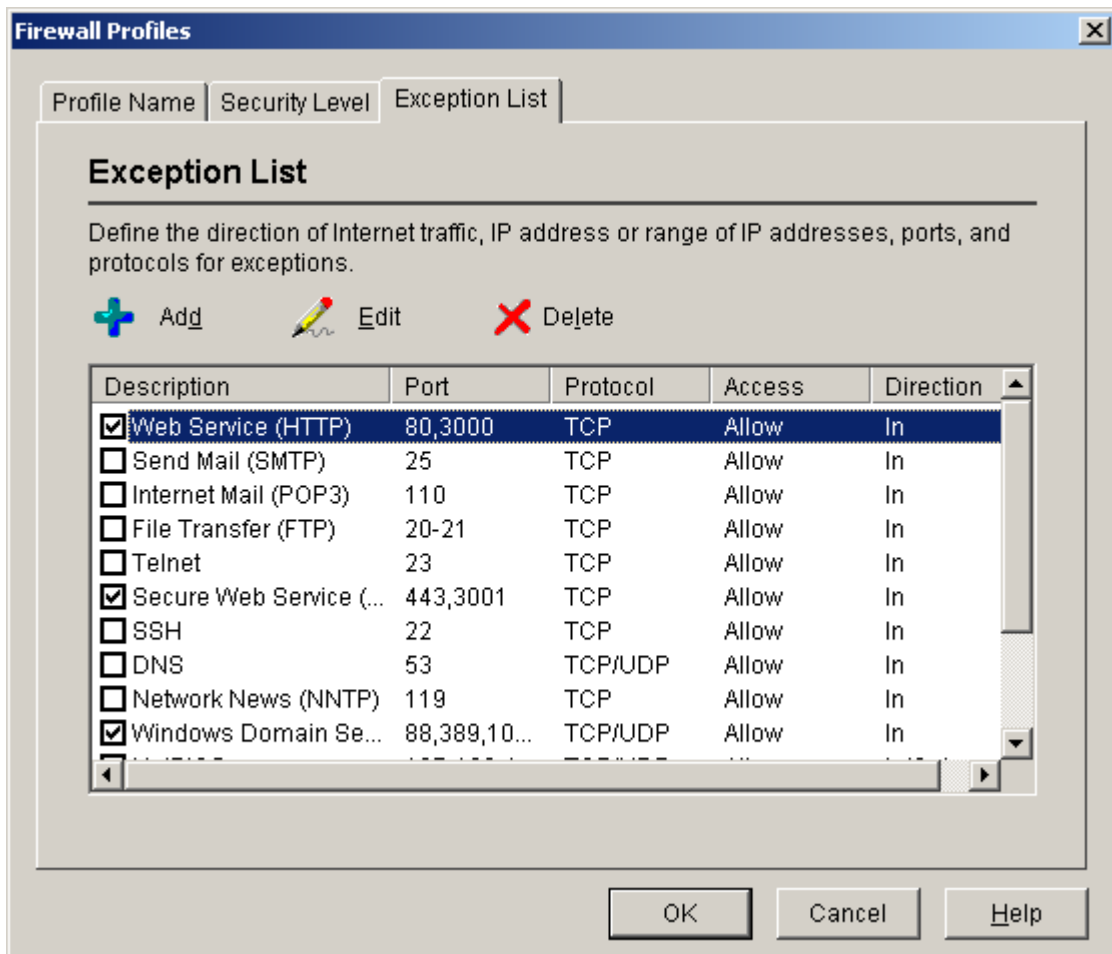 Firewall Profiles
Profile Name Security Level Exception List
Exception List
Define the direction of Internet traffic, IP address or range of IP addresses, ports, and
protocols for exceptions.
Add Edit Delete
Description Port Protocol Access Direction
Web Service (HTTP) 80,3000 TCP Allow In
Send Mail (SMTP) 25 TCP Allow In
Internet Mail (POP3) 110 TCP Allow In
File Transfer (FTP) 20-21 TCP Allow In
Telnet 23 TCP Allow In
Secure Web Service (... 443,3001 TCP Allow In
SSH 22 TCP Allow In
DNS 53 TCP/UDP Allow In
Network News (NNTP) 119 TCP Allow In
Windows Domain Se... 88,389,10... TCP/UDP Allow In
OK Cancel Help